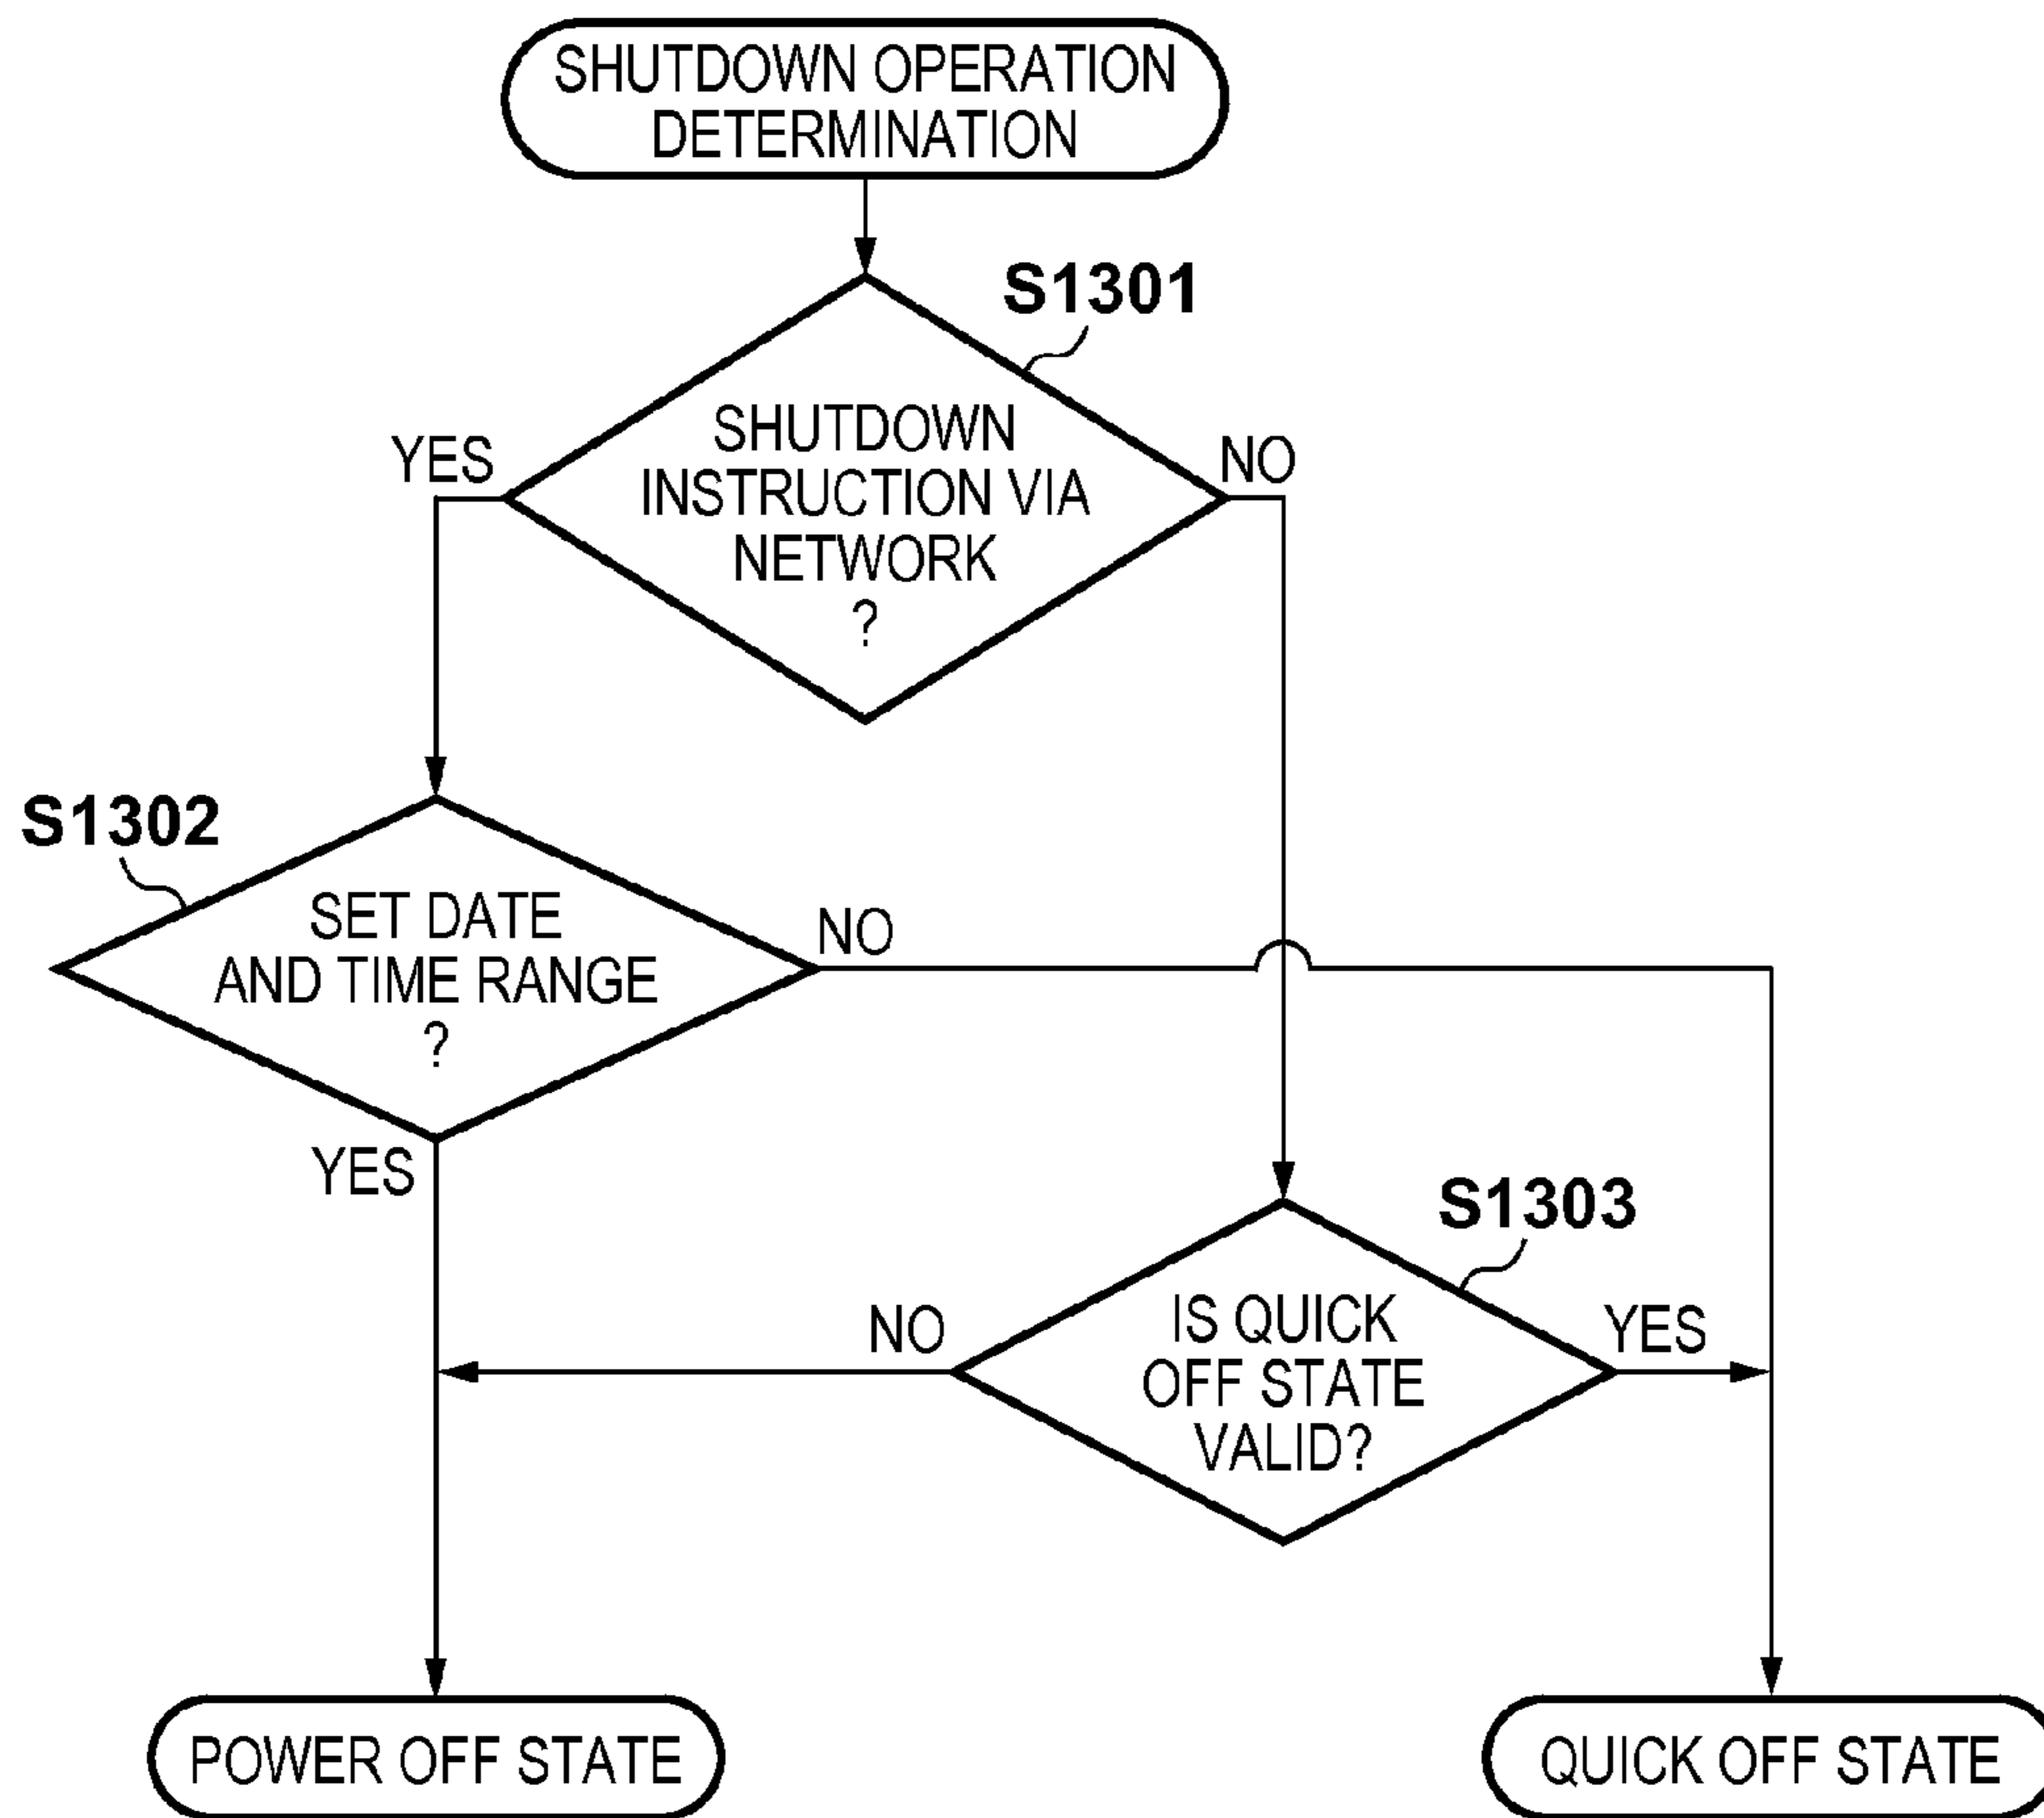 SHUTDOWN OPERATION
DETERMINATION
S1301
SHUTDOWN
INSTRUCTION VIA
NETWORK
?
YES
NO
S1302
SET DATE
AND TIME RANGE
?
NO
YES
S1303
IS QUICK
OFF STATE
VALID?
NO
YES
POWER OFF STATE
QUICK OFF STATE